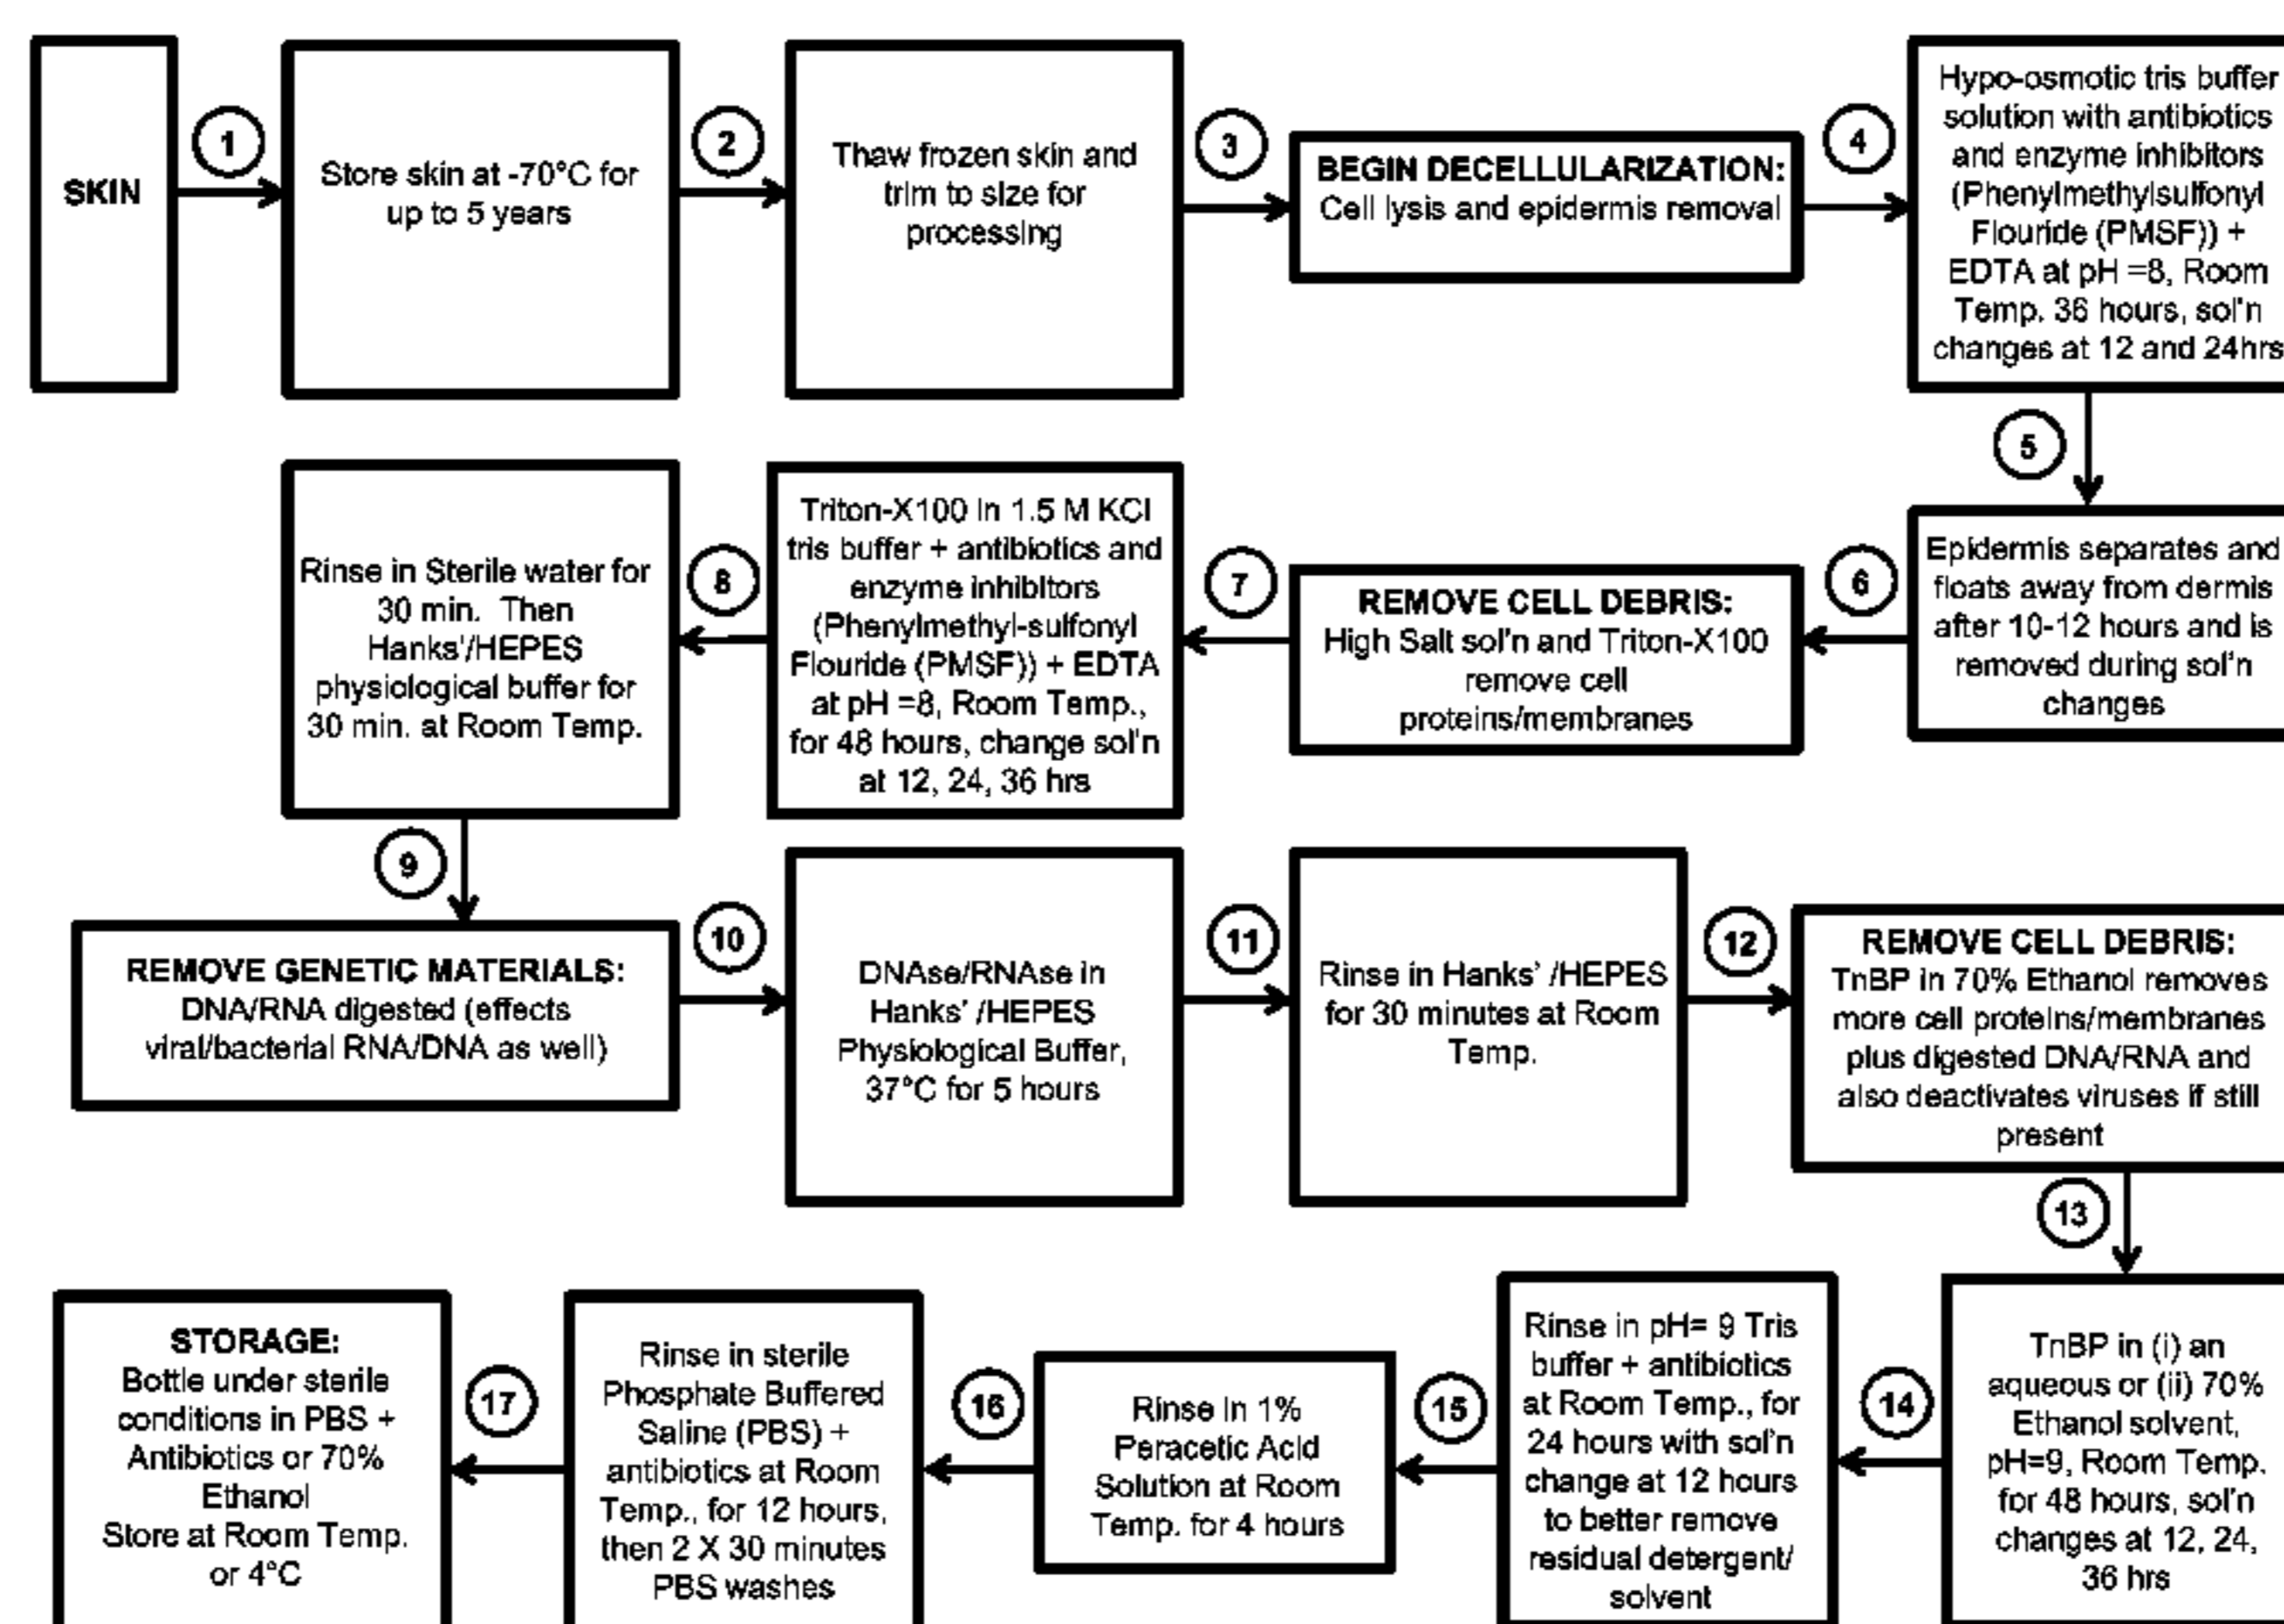 SKIN
1
Store skin at -70°C for
up to 5 years
2
Thaw frozen skin and
trim to size for
processing
3
BEGIN DECELLULARIZATION:
Cell lysis and epidermis removal
4
Hypo-osmotic tris buffer
solution with antibiotics
and enzyme inhibitors
(Phenylmethylsulfonyl
Flouride (PMSF)) +
EDTA at pH =8, Room
Temp. 36 hours, sol'n
changes at 12 and 24hrs
5
Epidermis separates and
floats away from dermis
after 10-12 hours and is
removed during sol'n
changes
6
REMOVE CELL DEBRIS:
High Salt sol'n and Triton-X100
remove cell
proteins/membranes
7
Triton-X100 in 1.5 M KCl
tris buffer + antibiotics and
enzyme inhibitors
(Phenylmethyl-sulfonyl
Flouride (PMSF)) + EDTA
at pH =8, Room Temp.,
for 48 hours, change sol'n
at 12, 24, 36 hrs
8
Rinse in Sterile water for
30 min. Then
Hanks'/HEPES
physiological buffer for
30 min. at Room Temp.
9
REMOVE GENETIC MATERIALS:
DNA/RNA digested (effects
viral/bacterial RNA/DNA as well)
10
DNAse/RNAse in
Hanks' /HEPES
Physiological Buffer,
37°C for 5 hours
11
Rinse in Hanks' /HEPES
for 30 minutes at Room
Temp.
12
REMOVE CELL DEBRIS:
TnBP in 70% Ethanol removes
more cell proteins/membranes
plus digested DNA/RNA and
also deactivates viruses if still
present
13
TnBP in (i) an
aqueous or (ii) 70%
Ethanol solvent,
pH=9, Room Temp.
for 48 hours, sol'n
changes at 12, 24,
36 hrs
14
Rinse in pH= 9 Tris
buffer + antibiotics
at Room Temp., for
24 hours with sol'n
change at 12 hours
to better remove
residual detergent/
solvent
15
Rinse in 1%
Peracetic Acid
Solution at Room
Temp. for 4 hours
16
Rinse in sterile
Phosphate Buffered
Saline (PBS) +
antibiotics at Room
Temp., for 12 hours,
then 2 X 30 minutes
PBS washes
17
STORAGE:
Bottle under sterile
conditions in PBS +
Antibiotics or 70%
Ethanol
Store at Room Temp.
or 4°C